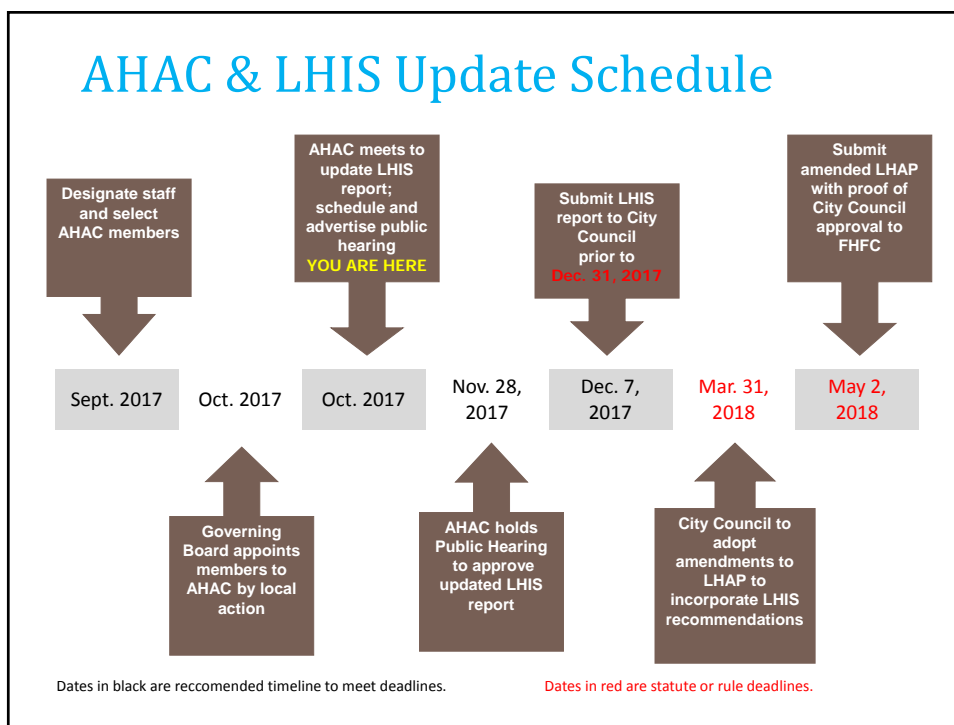 AHAC & LHIS Update Schedule
Designate staff
and select
AHAC members
AHAC meets to
update LHIS
report;
schedule and
advertise public
hearing
YOU ARE HERE
Submit LHIS
report to City
Council
prior to
Dec. 31, 2017
Submit
amended LHAP
with proof of
City Council
approval to
FHFC
Sept. 2017
Oct. 2017
Oct. 2017
Nov. 28,
2017
Dec. 7,
2017
Mar. 31,
2018
May 2,
2018
Governing
Board appoints
members to
AHAC by local
action
AHAC holds
Public Hearing
to approve
updated LHIS
report
City Council to
adopt
amendments to
LHAP to
incorporate LHIS
recommendations
Dates in black are reccomended timeline to meet deadlines.
Dates in red are statute or rule deadlines.